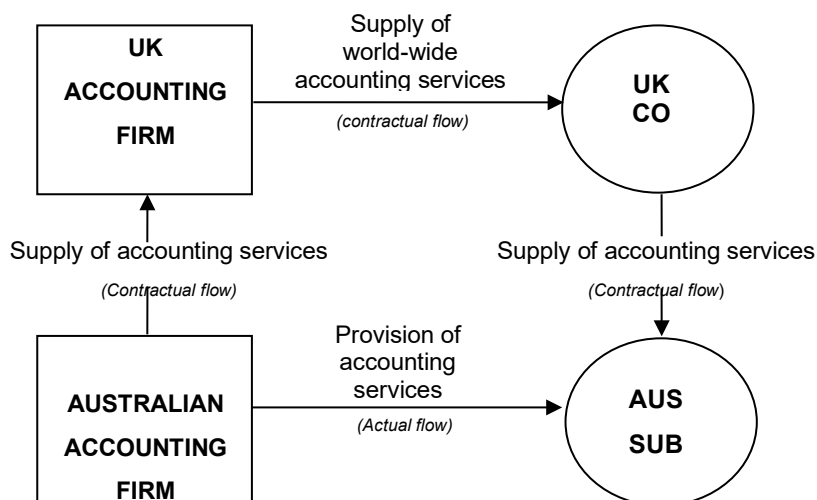 UK
ACCOUNTING
FIRM
Supply of
world-wide
accounting services
(contractual flow)
UK
CO
Supply of accounting services
(Contractual flow)
Supply of accounting services
(Contractual flow)
Provision of
accounting
services
(Actual flow)
AUSTRALIAN
ACCOUNTING
FIRM
AUS
SUB